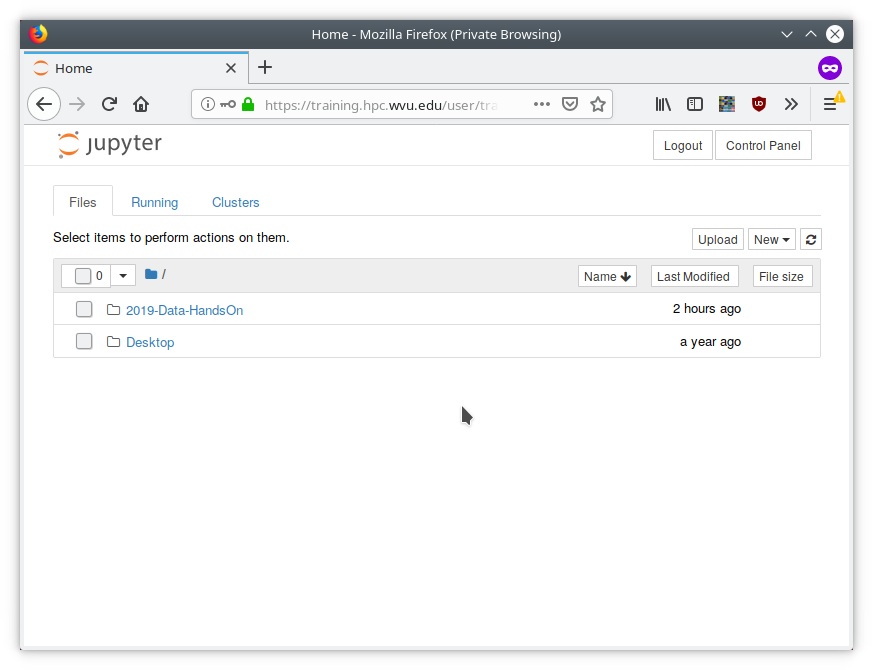 Home - Mozilla Firefox (Private Browsing)
Home
https://training.hpc.wvu.edu/user/tra
jupyter
Logout Control Panel
Files Running Clusters
Select items to perform actions on them.
Upload New
0 / Name Last Modified File size
2019-Data-HandsOn 2 hours ago
Desktop a year ago